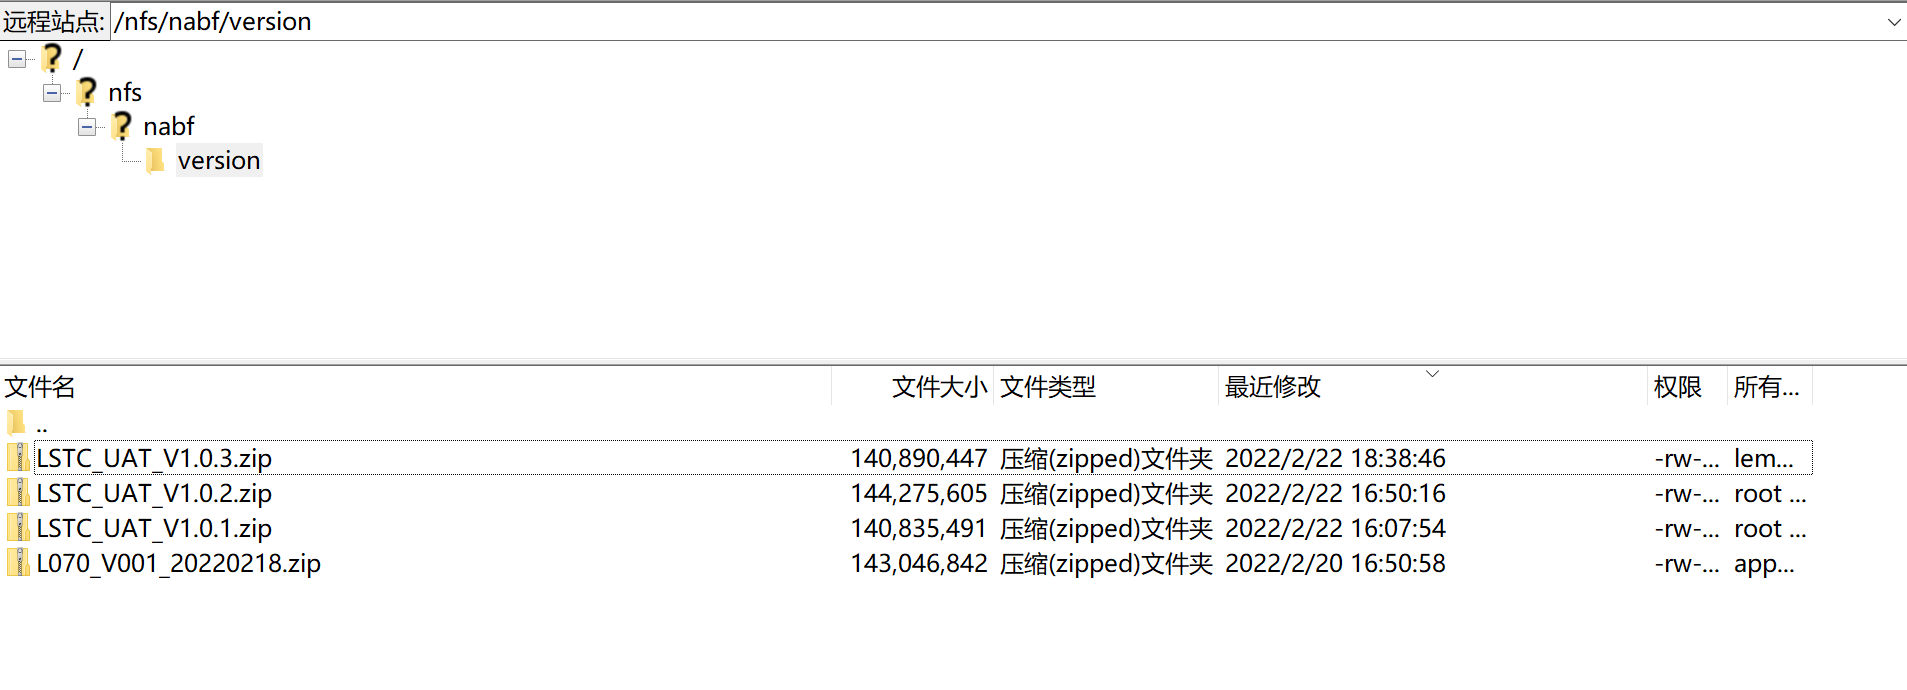 远程站点: /nfs/nabf/version
/
nfs
nabf
version
文件名 文件大小 文件类型 最近修改 权限 所有...
..
LSTC_UAT_V1.0.3.zip 140,890,447 压缩(zipped)文件夹 2022/2/22 18:38:46 -rw-... lem...
LSTC_UAT_V1.0.2.zip 144,275,605 压缩(zipped)文件夹 2022/2/22 16:50:16 -rw-... root ...
LSTC_UAT_V1.0.1.zip 140,835,491 压缩(zipped)文件夹 2022/2/22 16:07:54 -rw-... root ...
L070_V001_20220218.zip 143,046,842 压缩(zipped)文件夹 2022/2/20 16:50:58 -rw-... app...